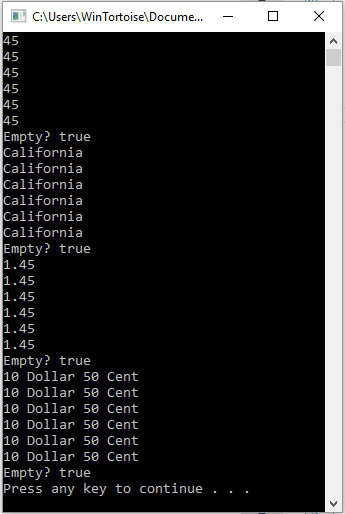 C:\Users\WinTortoise\Docume...
45
45
45
45
45
45
Empty? true
California
California
California
California
California
California
Empty? true
1.45
1.45
1.45
1.45
1.45
1.45
Empty? true
10 Dollar 50 Cent
10 Dollar 50 Cent
10 Dollar 50 Cent
10 Dollar 50 Cent
10 Dollar 50 Cent
10 Dollar 50 Cent
Empty? true
Press any key to continue . . .